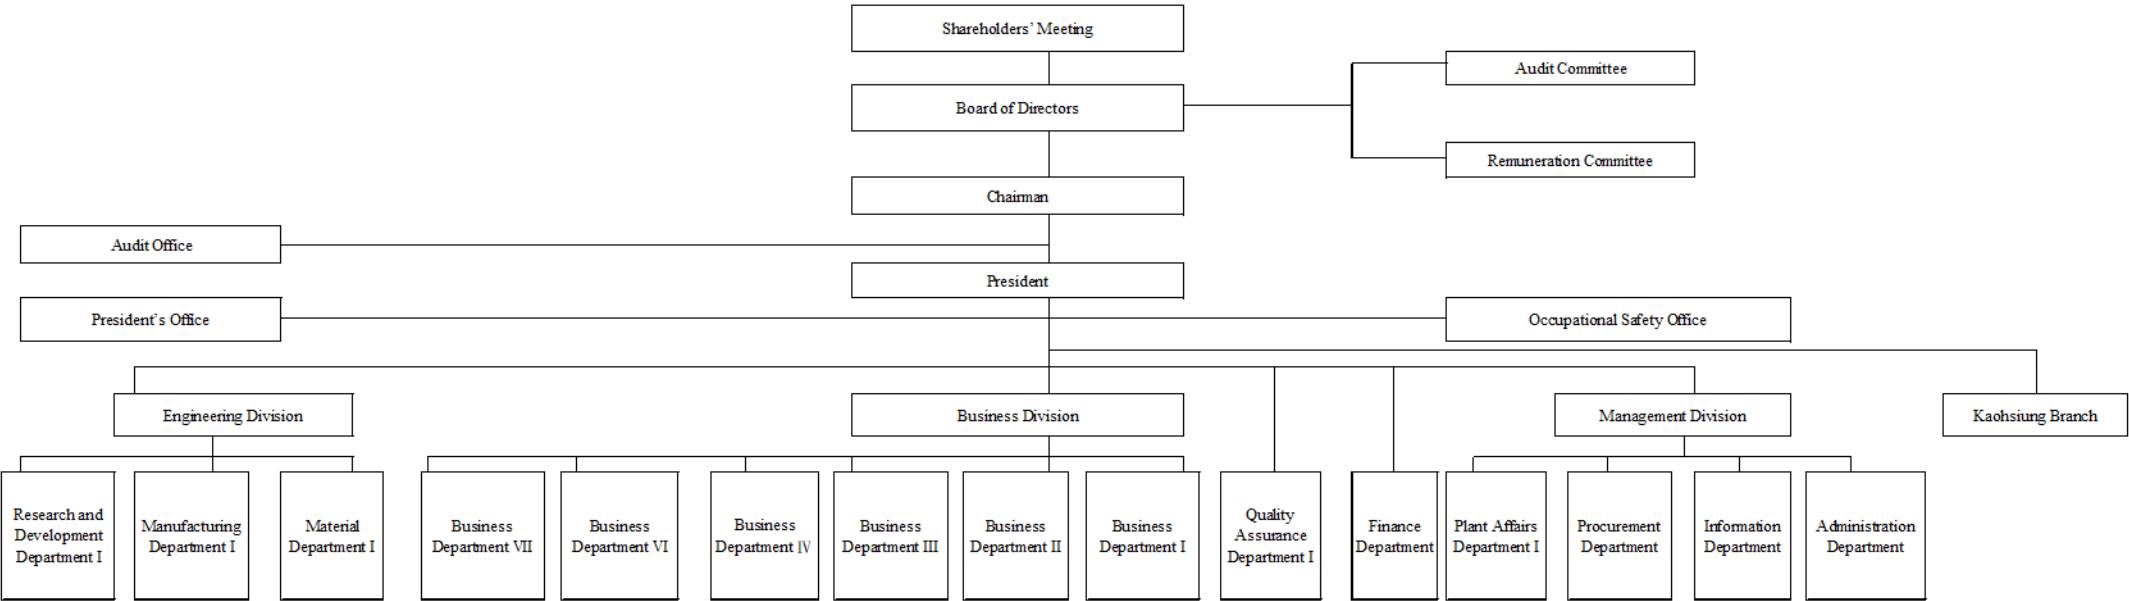 Shareholders’ Meeting
Audit Committee
Board of Directors
Remuneration Committee
Chairman
Audit Office
President
President’s Office
Occupational Safety Office
Engineering Division
Business Division
Management Division
Kaohsiung Branch
Research and
Development
Department I
Manufacturing
Department I
Material
Department I
Business
Department VII
Business
Department VI
Business
Department IV
Business
Department III
Business
Department II
Business
Department I
Quality
Assurance
Department I
Finance
Department
Plant Affairs
Department I
Procurement
Department
Information
Department
Administration
Department